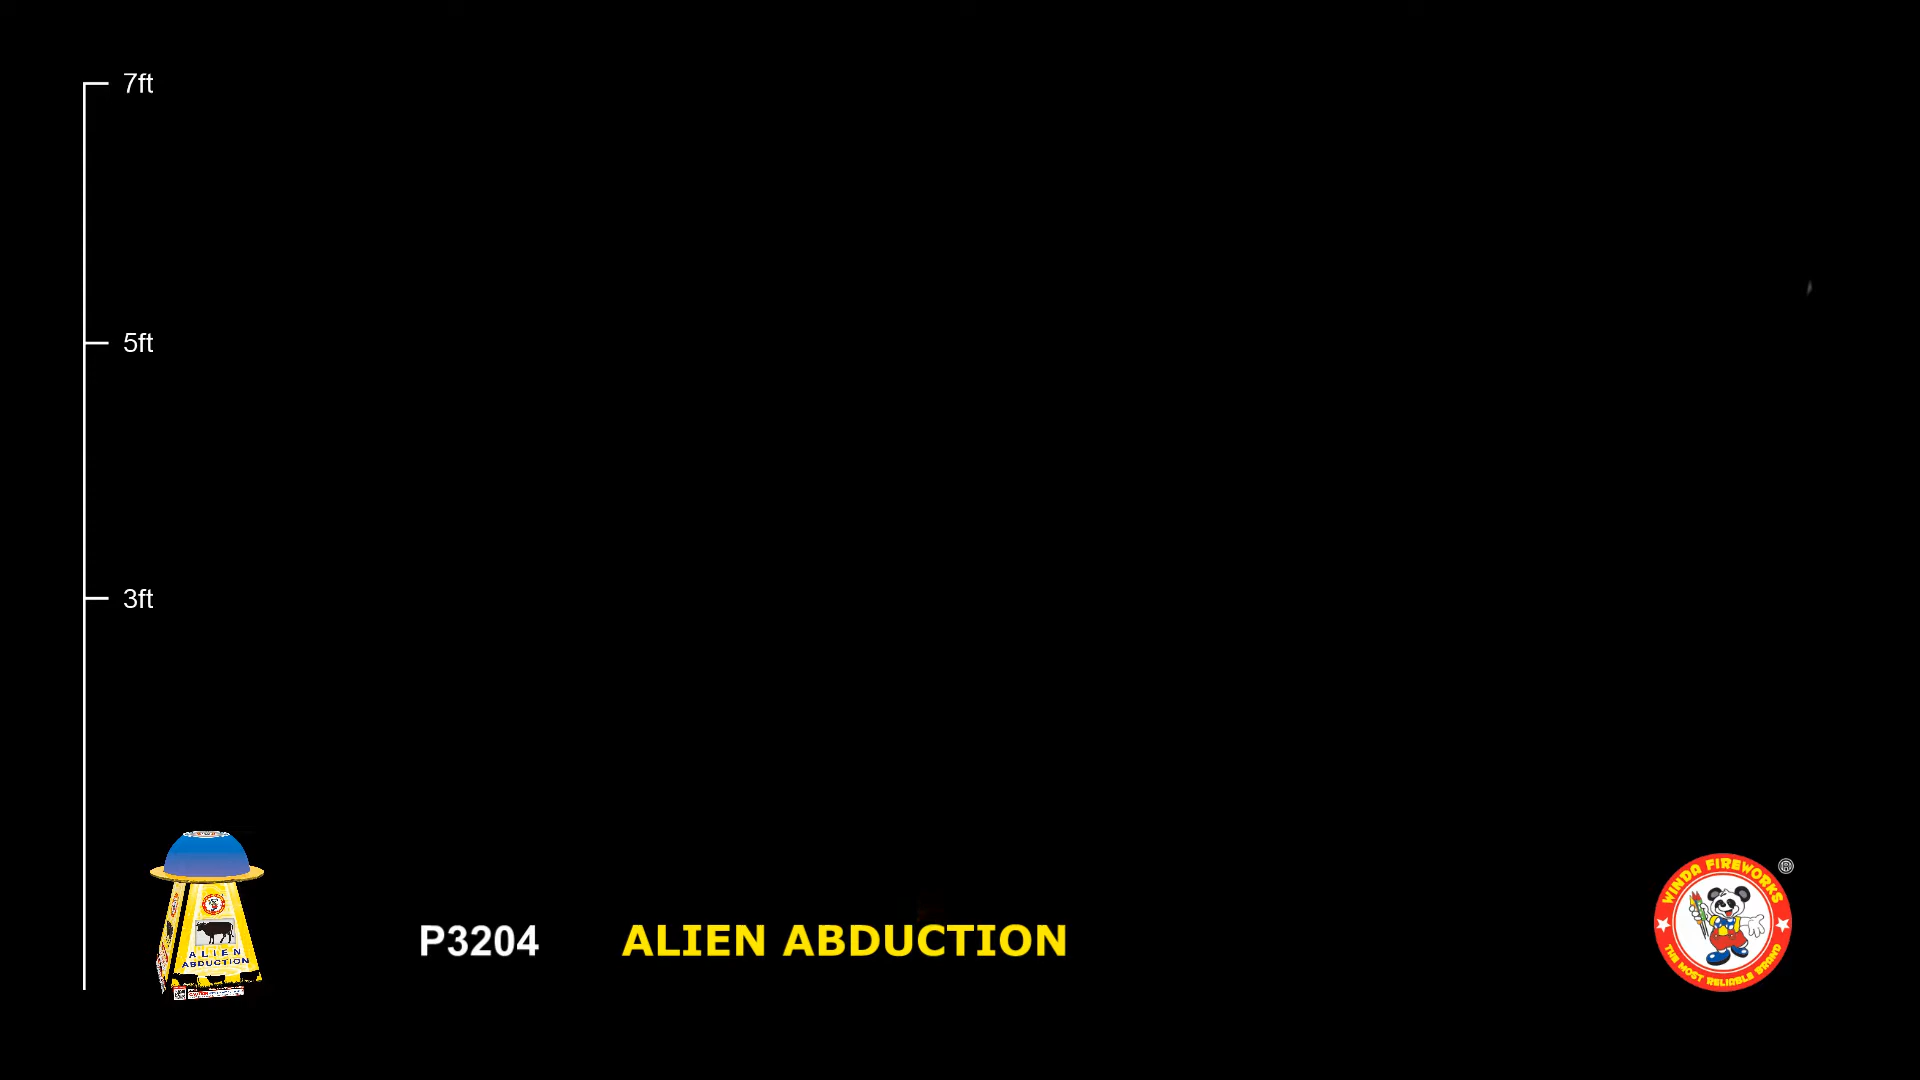 7ft
5ft
3ft
ALIEN
ABDUCTION
P3204
ALIEN ABDUCTION
WINDA FIREWORKS
THE MOST RELIABLE BRAND
®